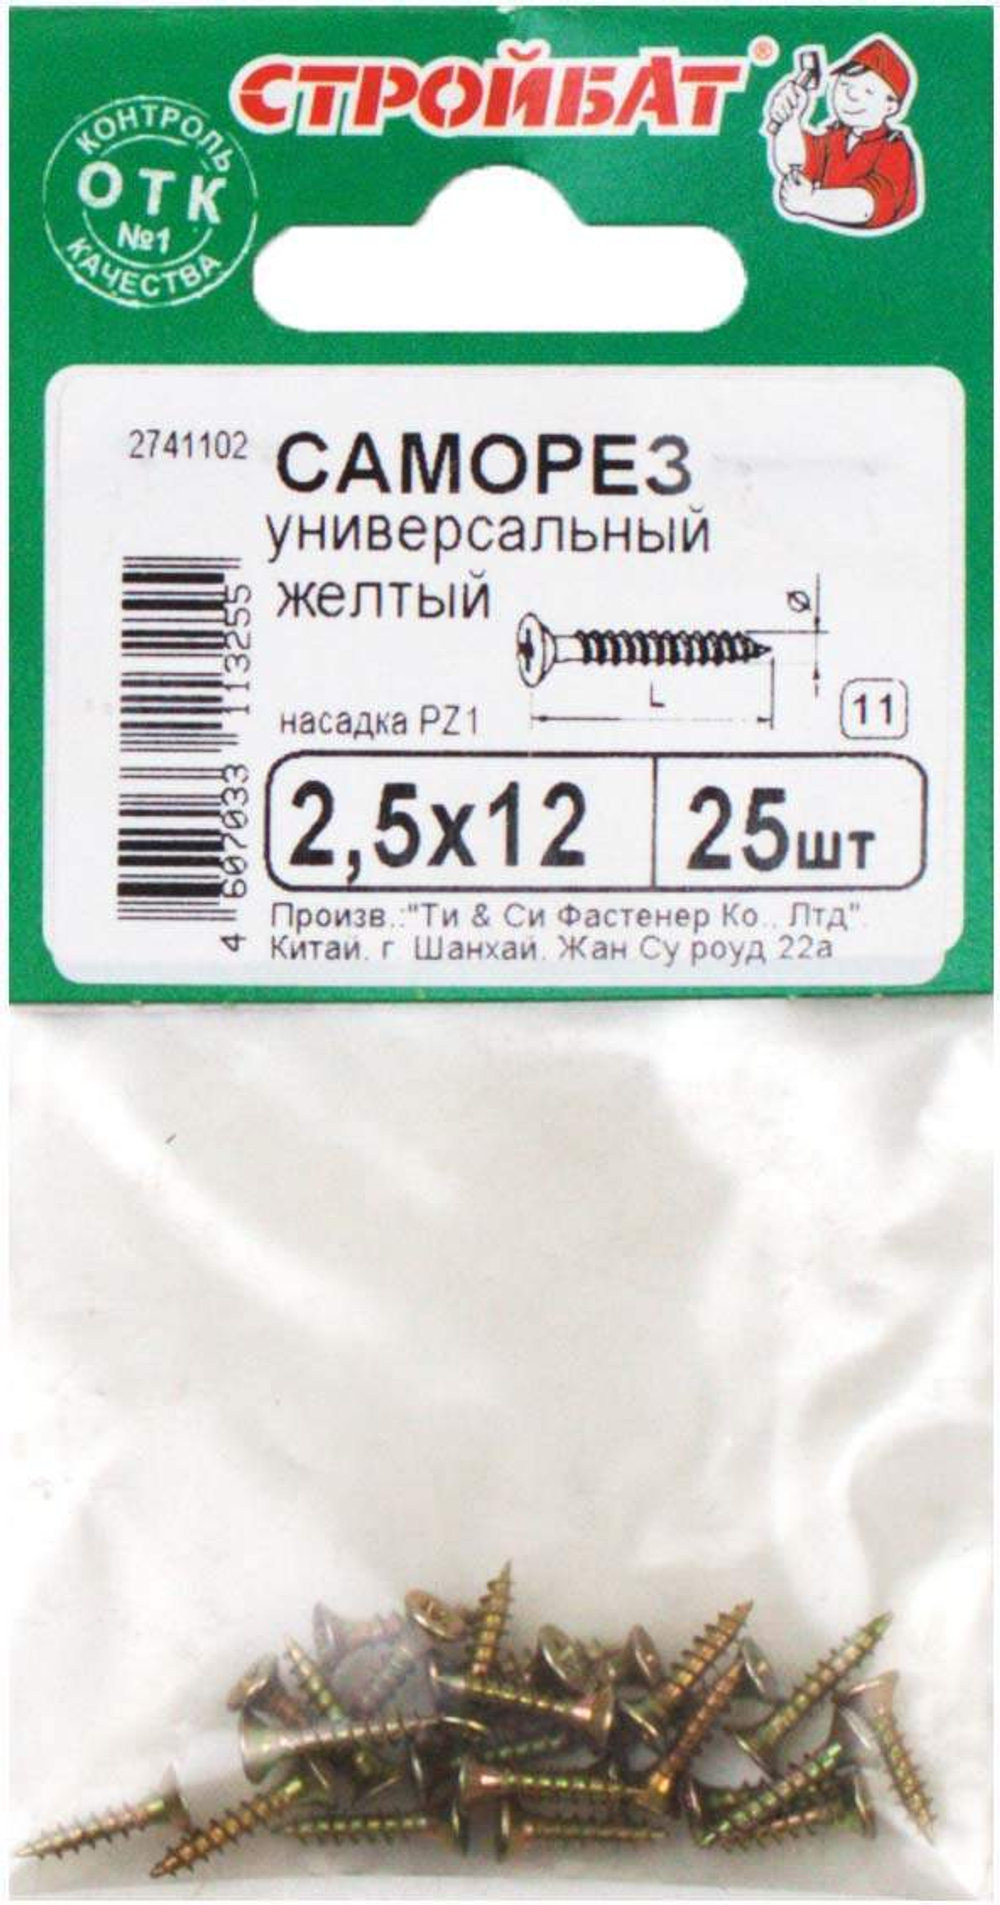 СТРОЙБАТ®
КОНТРОЛЬ
ОТК
№1
КАЧЕСТВА
2741102
САМОРЕЗ
универсальный
желтый
Ø
L
насадка PZ1
11
2,5х12
25шт
4 607033 113255
Произв.:"Ти & Си Фастенер Ко., Лтд".
Китай. г Шанхай. Жан Су роуд 22а